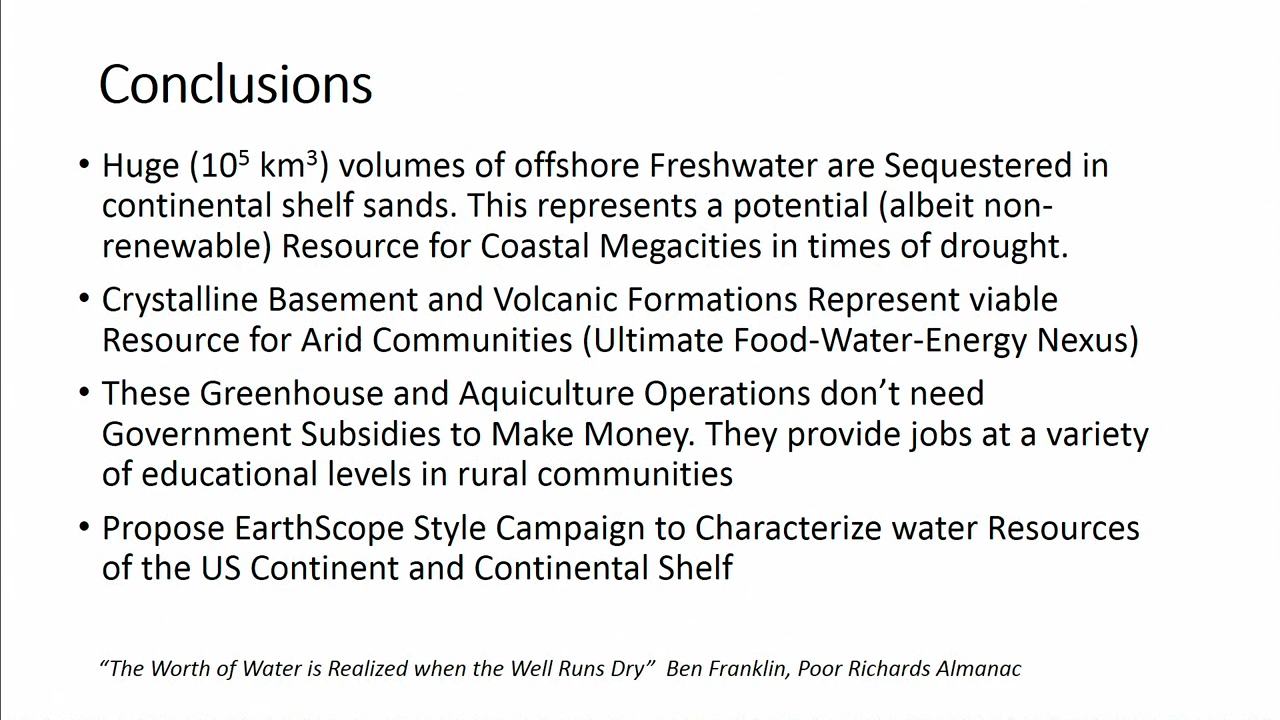 Conclusions
• Huge (10⁵ km³) volumes of offshore Freshwater are Sequestered in
continental shelf sands. This represents a potential (albeit non-
renewable) Resource for Coastal Megacities in times of drought.
• Crystalline Basement and Volcanic Formations Represent viable
Resource for Arid Communities (Ultimate Food-Water-Energy Nexus)
• These Greenhouse and Aquiculture Operations don’t need
Government Subsidies to Make Money. They provide jobs at a variety
of educational levels in rural communities
• Propose EarthScope Style Campaign to Characterize water Resources
of the US Continent and Continental Shelf
“The Worth of Water is Realized when the Well Runs Dry” Ben Franklin, Poor Richards Almanac